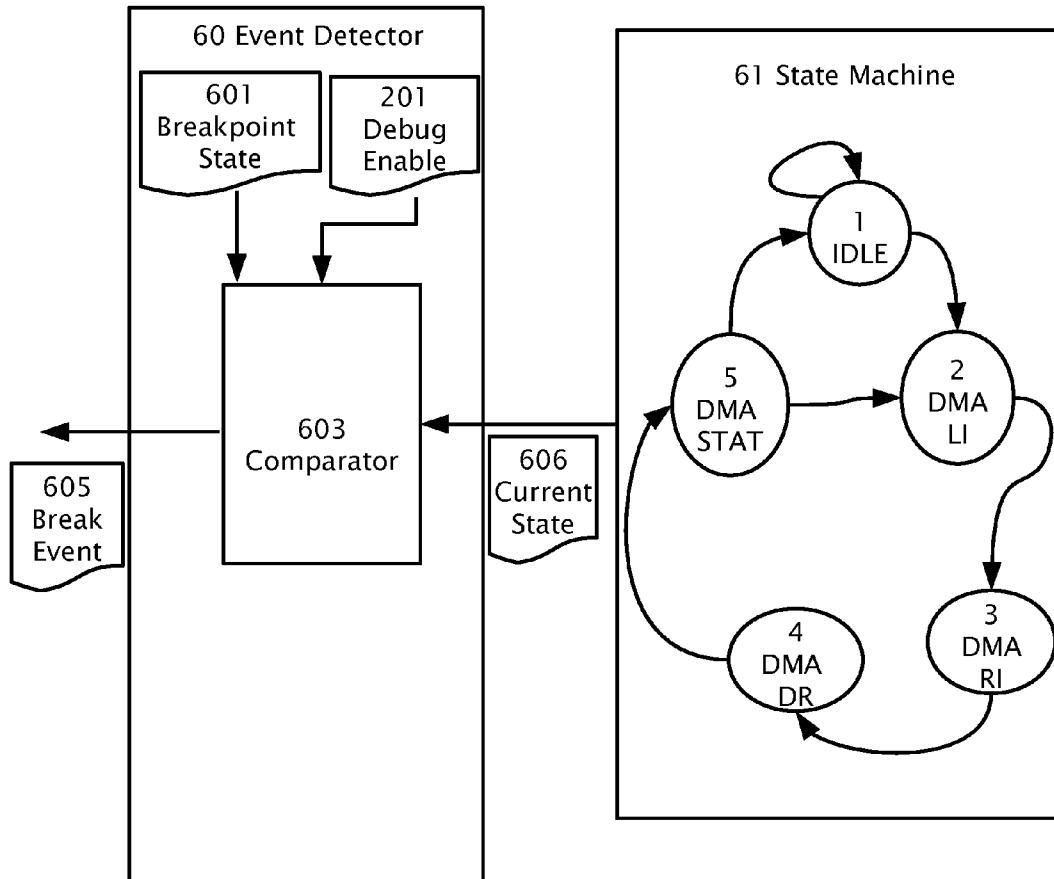 60 Event Detector
601
Breakpoint
State
201
Debug
Enable
603
Comparator
605
Break
Event
606
Current
State
61 State Machine
1
IDLE
2
DMA
LI
3
DMA
RI
4
DMA
DR
5
DMA
STAT